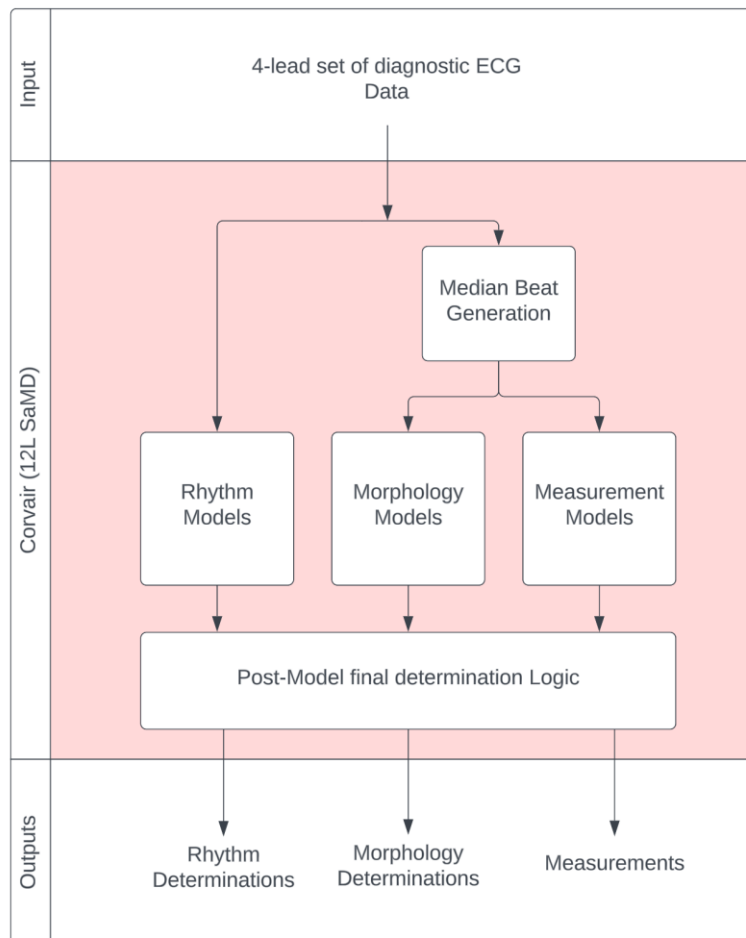 Input
4-lead set of diagnostic ECG
Data
Corvair (12L SaMD)
Median Beat
Generation
Rhythm
Models
Morphology
Models
Measurement
Models
Post-Model final determination Logic
Outputs
Rhythm
Determinations
Morphology
Determinations
Measurements